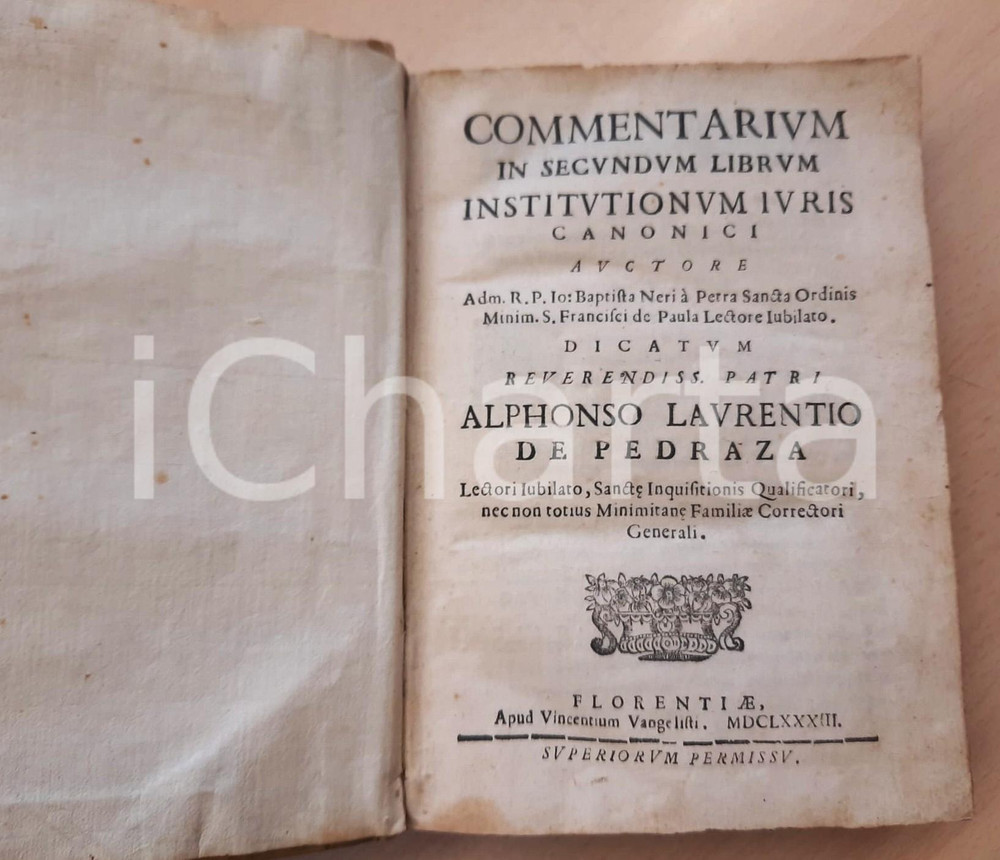 COMMENTARIVM
IN SECVNDVM LIBRVM
INSTITVTIONVM IVRIS
CANONICI
AVCTORE
Adm. R. P. Io: Baptiſta Neri à Petra Sancta Ordinis
Minim. S. Franciſci de Paula Lectore Iubilato.
DICATVM
REVERENDISS. PATRI
ALPHONSO LAVRENTIO
DE PEDRAZA
Lectori Iubilato, Sanctę Inquiſitionis Qualificatori,
nec non totius Minimitanę Familiæ Correctori
Generali.
FLORENTIÆ,
Apud Vincentium Vangeliſti. MDCLXXXIII.
SVPERIORVM PERMISSV.
iCharta